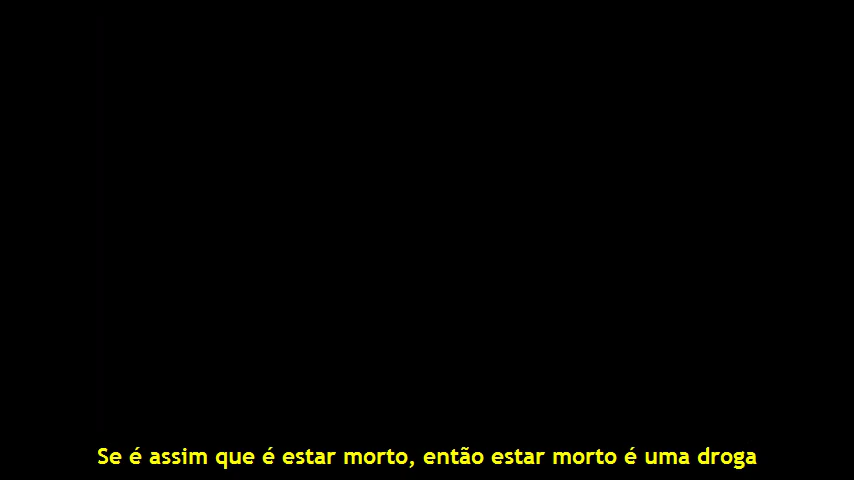 Se é assim que é estar morto, então estar morto é uma droga